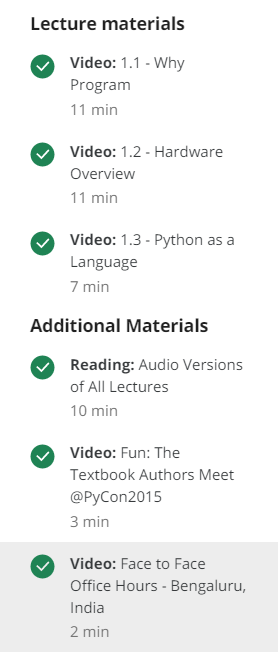 Lecture materials
Video: 1.1 - Why
Program
11 min
Video: 1.2 - Hardware
Overview
11 min
Video: 1.3 - Python as a
Language
7 min
Additional Materials
Reading: Audio Versions
of All Lectures
10 min
Video: Fun: The
Textbook Authors Meet
@PyCon2015
3 min
Video: Face to Face
Office Hours - Bengaluru,
India
2 min